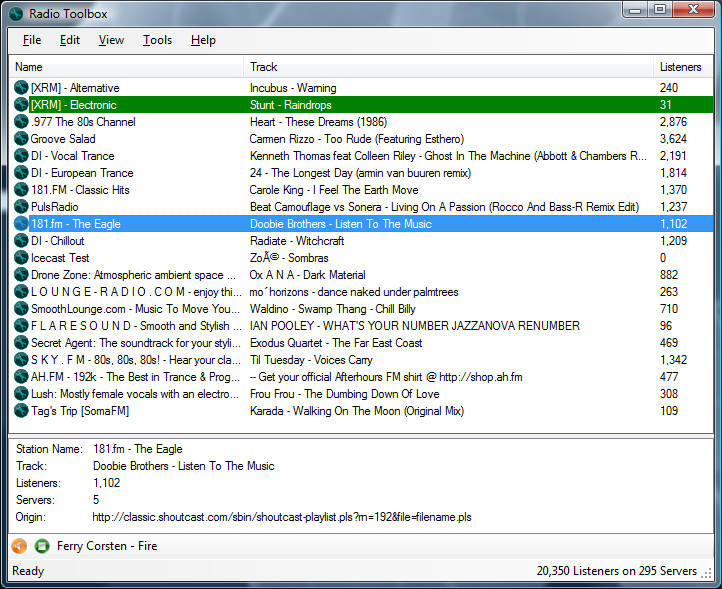 Radio Toolbox
File Edit View Tools Help
Name Track Listeners
[XRM] - Alternative Incubus - Warning 240
[XRM] - Electronic Stunt - Raindrops 31
.977 The 80s Channel Heart - These Dreams (1986) 2,876
Groove Salad Carmen Rizzo - Too Rude (Featuring Esthero) 3,624
DI - Vocal Trance Kenneth Thomas feat Colleen Riley - Ghost In The Machine (Abbott & Chambers R... 2,191
DI - European Trance 24 - The Longest Day (armin van buuren remix) 1,814
181.FM - Classic Hits Carole King - I Feel The Earth Move 1,370
PulsRadio Beat Camouflage vs Sonera - Living On A Passion (Rocco And Bass-R Remix Edit) 1,237
181.fm - The Eagle Doobie Brothers - Listen To The Music 1,102
DI - Chillout Radiate - Witchcraft 1,209
Icecast Test ZoÃ© - Sombras 0
Drone Zone: Atmospheric ambient space ... Ox A N A - Dark Material 882
L O U N G E - R A D I O . C O M - enjoy thi... mo´horizons - dance naked under palmtrees 263
SmoothLounge.com - Music To Move You... Waldino - Swamp Thang - Chill Billy 710
F L A R E S O U N D - Smooth and Stylish ... IAN POOLEY - WHAT'S YOUR NUMBER JAZZANOVA RENUMBER 96
Secret Agent: The soundtrack for your styli... Exodus Quartet - The Far East Coast 469
S K Y . F M - 80s, 80s, 80s! - Hear your cla... Til Tuesday - Voices Carry 1,342
AH.FM - 192k - The Best in Trance & Prog... -- Get your official Afterhours FM shirt @ http://shop.ah.fm 477
Lush: Mostly female vocals with an electro... Frou Frou - The Dumbing Down Of Love 308
Tag's Trip [SomaFM] Karada - Walking On The Moon (Original Mix) 109
Station Name: 181.fm - The Eagle
Track: Doobie Brothers - Listen To The Music
Listeners: 1,102
Servers: 5
Origin: http://classic.shoutcast.com/sbin/shoutcast-playlist.pls?rn=192&file=filename.pls
Ferry Corsten - Fire
Ready 20,350 Listeners on 295 Servers